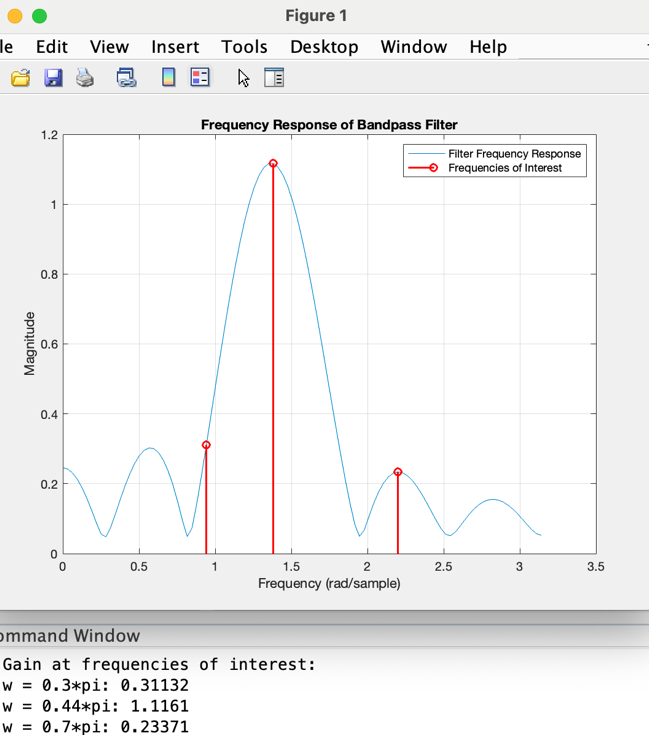 Figure 1
le Edit View Insert Tools Desktop Window Help
Frequency Response of Bandpass Filter
1.2
1
0.8
0.6
0.4
0.2
0
Magnitude
Filter Frequency Response
Frequencies of Interest
0 0.5 1 1.5 2 2.5 3 3.5
Frequency (rad/sample)
ommand Window
Gain at frequencies of interest:
w = 0.3*pi: 0.31132
w = 0.44*pi: 1.1161
w = 0.7*pi: 0.23371